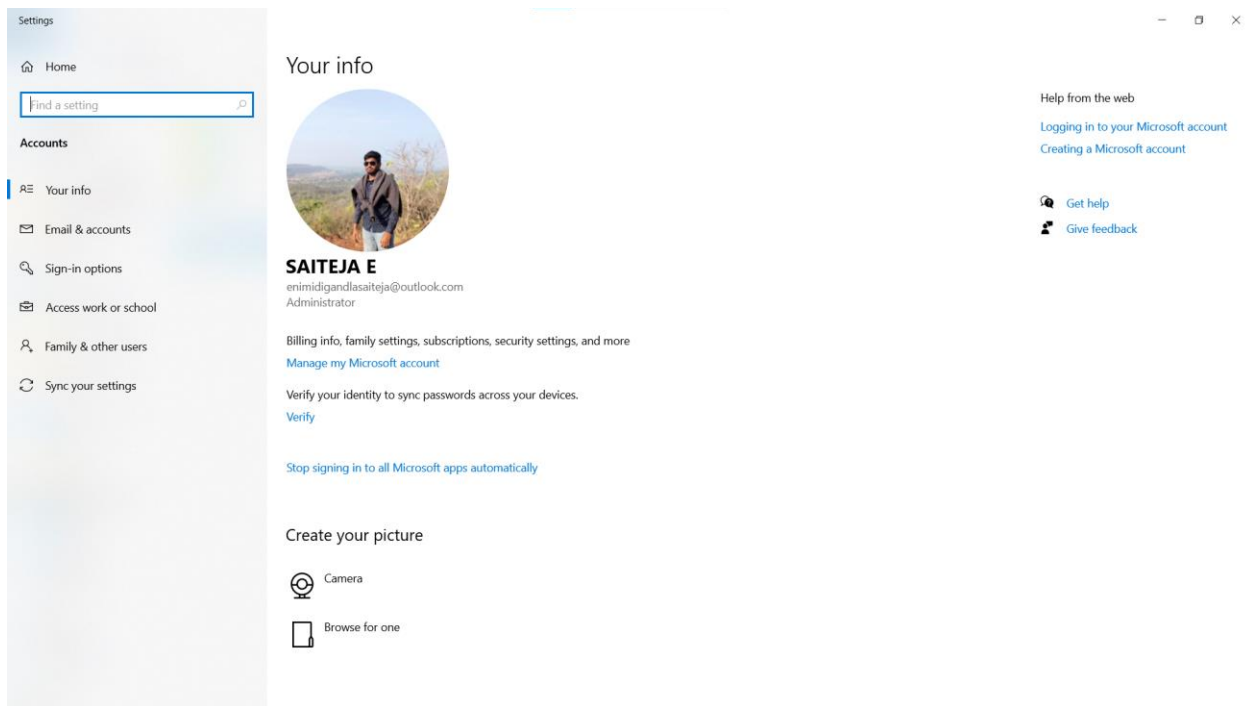 Settings
Home
Find a setting
Accounts
Your info
Email & accounts
Sign-in options
Access work or school
Family & other users
Sync your settings
Your info
SAITEJA E
enimidigandlasaiteja@outlook.com
Administrator
Billing info, family settings, subscriptions, security settings, and more
Manage my Microsoft account
Verify your identity to sync passwords across your devices.
Verify
Stop signing in to all Microsoft apps automatically
Create your picture
Camera
Browse for one
Help from the web
Logging in to your Microsoft account
Creating a Microsoft account
Get help
Give feedback